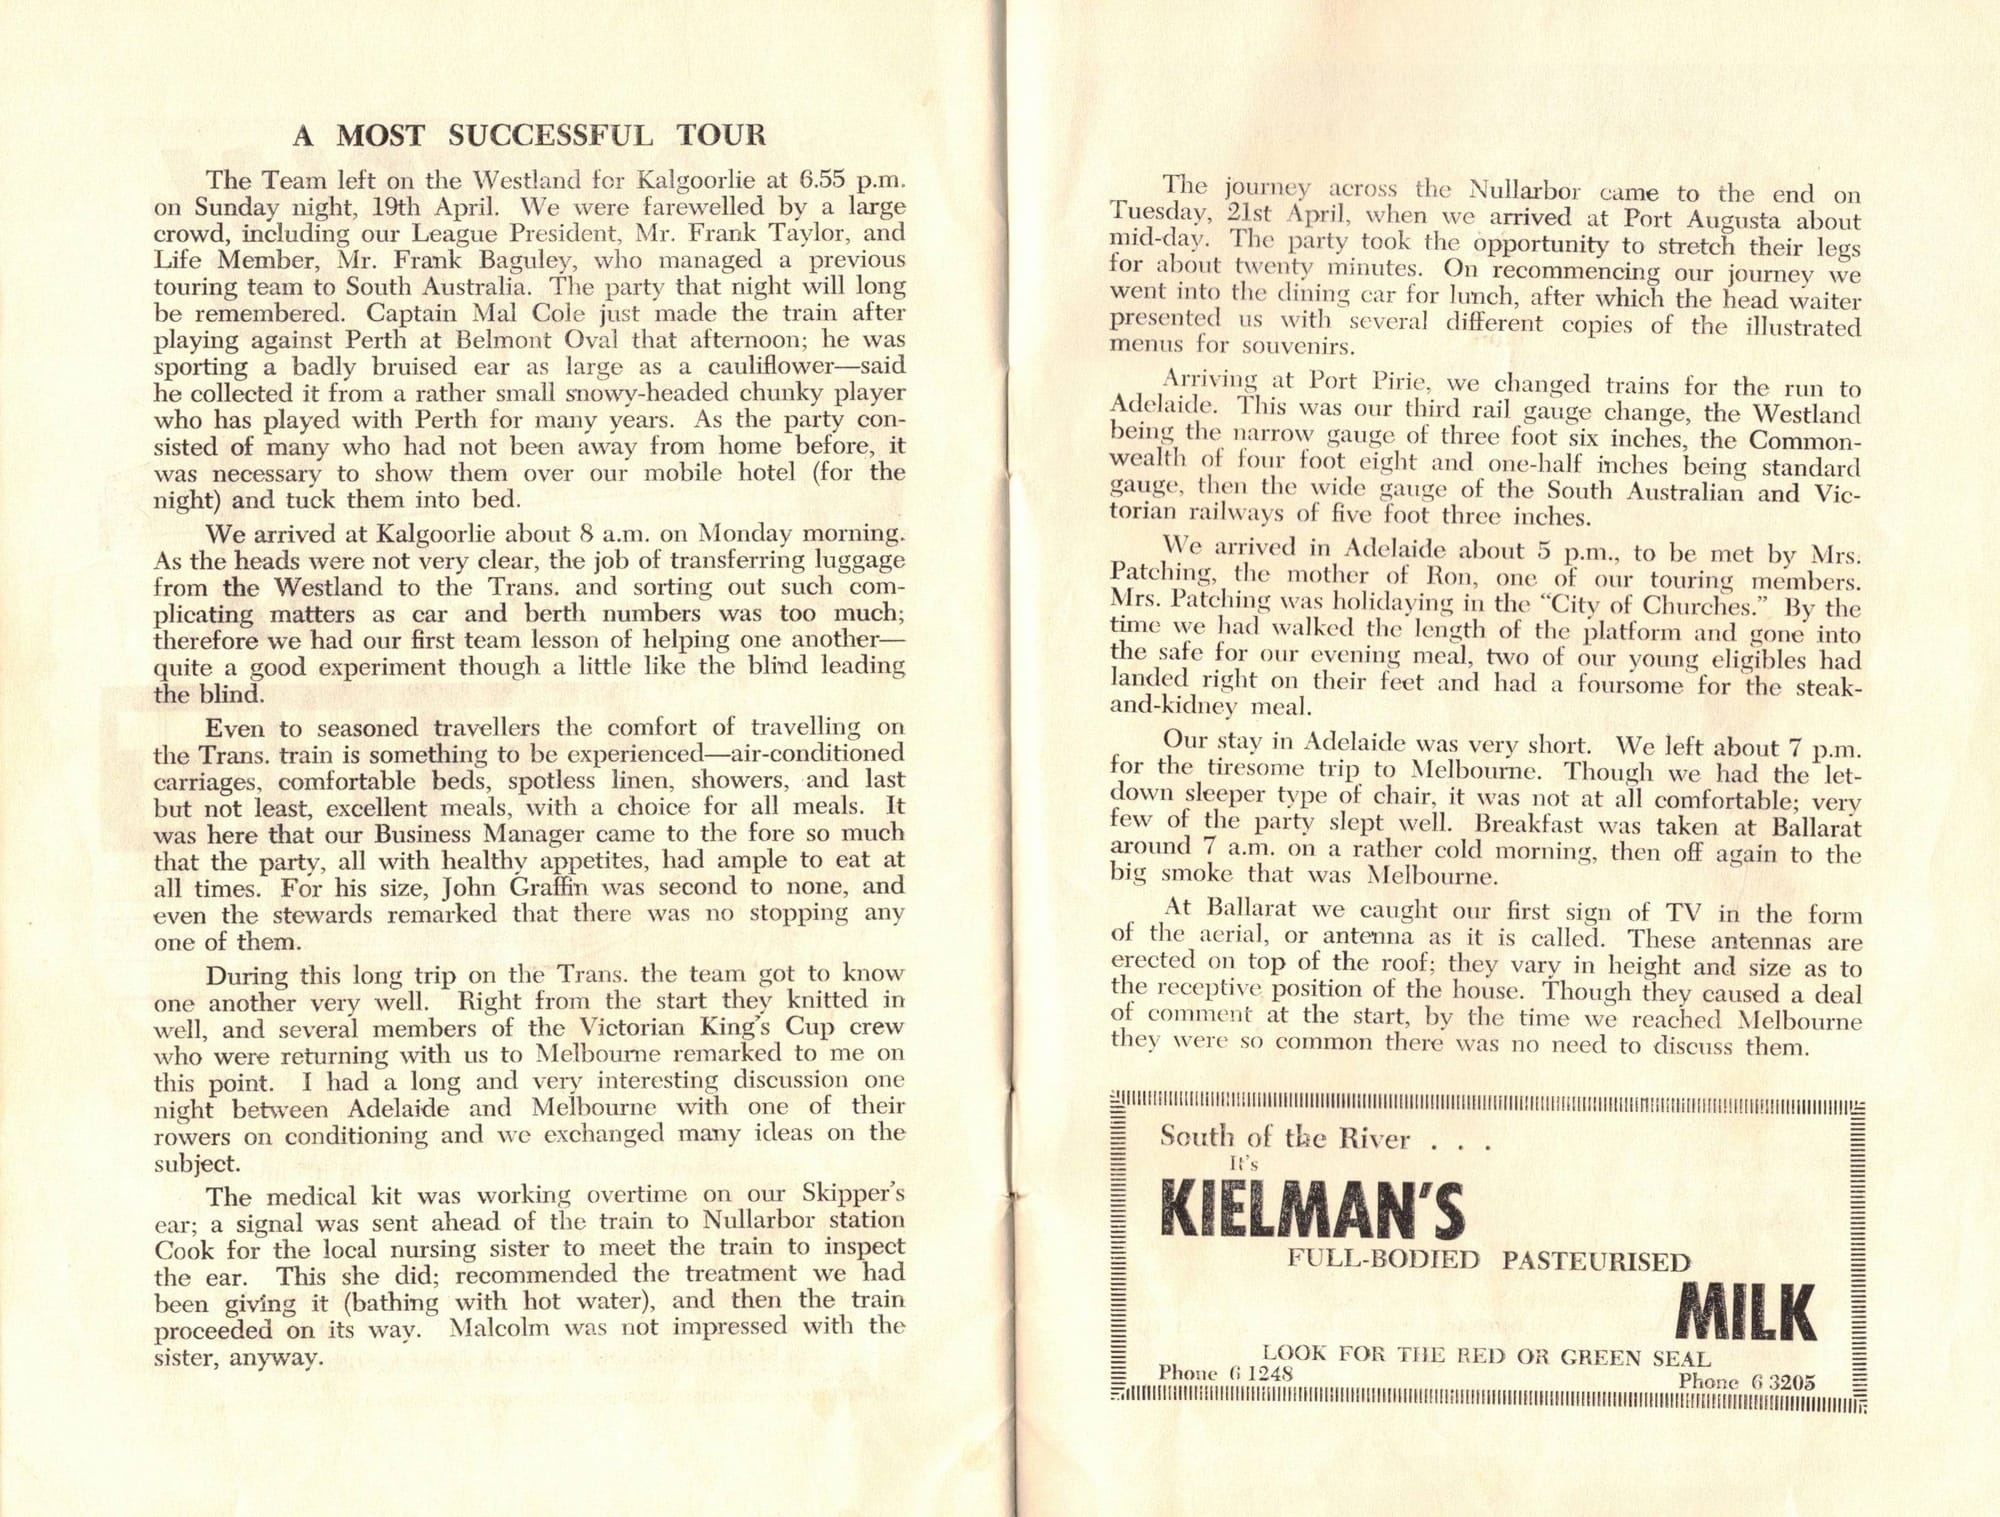 A MOST SUCCESSFUL TOUR
The Team left on the Westland for Kalgoorlie at 6.55 p.m.
on Sunday night, 19th April. We were farewelled by a large
crowd, including our League President, Mr. Frank Taylor, and
Life Member, Mr. Frank Baguley, who managed a previous
touring team to South Australia. The party that night will long
be remembered. Captain Mal Cole just made the train after
playing against Perth at Belmont Oval that afternoon; he was
sporting a badly bruised ear as large as a cauliflower—said
he collected it from a rather small snowy-headed chunky player
who has played with Perth for many years. As the party con-
sisted of many who had not been away from home before, it
was necessary to show them over our mobile hotel (for the
night) and tuck them into bed.
We arrived at Kalgoorlie about 8 a.m. on Monday morning.
As the heads were not very clear, the job of transferring luggage
from the Westland to the Trans. and sorting out such com-
plicating matters as car and berth numbers was too much;
therefore we had our first team lesson of helping one another—
quite a good experiment though a little like the blind leading
the blind.
Even to seasoned travellers the comfort of travelling on
the Trans. train is something to be experienced—air-conditioned
carriages, comfortable beds, spotless linen, showers, and last
but not least, excellent meals, with a choice for all meals. It
was here that our Business Manager came to the fore so much
that the party, all with healthy appetites, had ample to eat at
all times. For his size, John Graffin was second to none, and
even the stewards remarked that there was no stopping any
one of them.
During this long trip on the Trans. the team got to know
one another very well. Right from the start they knitted in
well, and several members of the Victorian King's Cup crew
who were returning with us to Melbourne remarked to me on
this point. I had a long and very interesting discussion one
night between Adelaide and Melbourne with one of their
rowers on conditioning and we exchanged many ideas on the
subject.
The medical kit was working overtime on our Skipper's
ear; a signal was sent ahead of the train to Nullarbor station
Cook for the local nursing sister to meet the train to inspect
the ear. This she did; recommended the treatment we had
been giving it (bathing with hot water), and then the train
proceeded on its way. Malcolm was not impressed with the
sister, anyway.
The journey across the Nullarbor came to the end on
Tuesday, 21st April, when we arrived at Port Augusta about
mid-day. The party took the opportunity to stretch their legs
for about twenty minutes. On recommencing our journey we
went into the dining car for lunch, after which the head waiter
presented us with several different copies of the illustrated
menus for souvenirs.
Arriving at Port Pirie, we changed trains for the run to
Adelaide. This was our third rail gauge change, the Westland
being the narrow gauge of three foot six inches, the Common-
wealth of four foot eight and one-half inches being standard
gauge, then the wide gauge of the South Australian and Vic-
torian railways of five foot three inches.
We arrived in Adelaide about 5 p.m., to be met by Mrs.
Patching, the mother of Ron, one of our touring members.
Mrs. Patching was holidaying in the "City of Churches." By the
time we had walked the length of the platform and gone into
the safe for our evening meal, two of our young eligibles had
landed right on their feet and had a foursome for the steak-
and-kidney meal.
Our stay in Adelaide was very short. We left about 7 p.m.
for the tiresome trip to Melbourne. Though we had the let-
down sleeper type of chair, it was not at all comfortable; very
few of the party slept well. Breakfast was taken at Ballarat
around 7 a.m. on a rather cold morning, then off again to the
big smoke that was Melbourne.
At Ballarat we caught our first sign of TV in the form
of the aerial, or antenna as it is called. These antennas are
erected on top of the roof; they vary in height and size as to
the receptive position of the house. Though they caused a deal
of comment at the start, by the time we reached Melbourne
they were so common there was no need to discuss them.
South of the River . . .
It's
KIELMAN'S
FULL-BODIED PASTEURISED
MILK
LOOK FOR THE RED OR GREEN SEAL
Phone 6 1248
Phone 6 3205